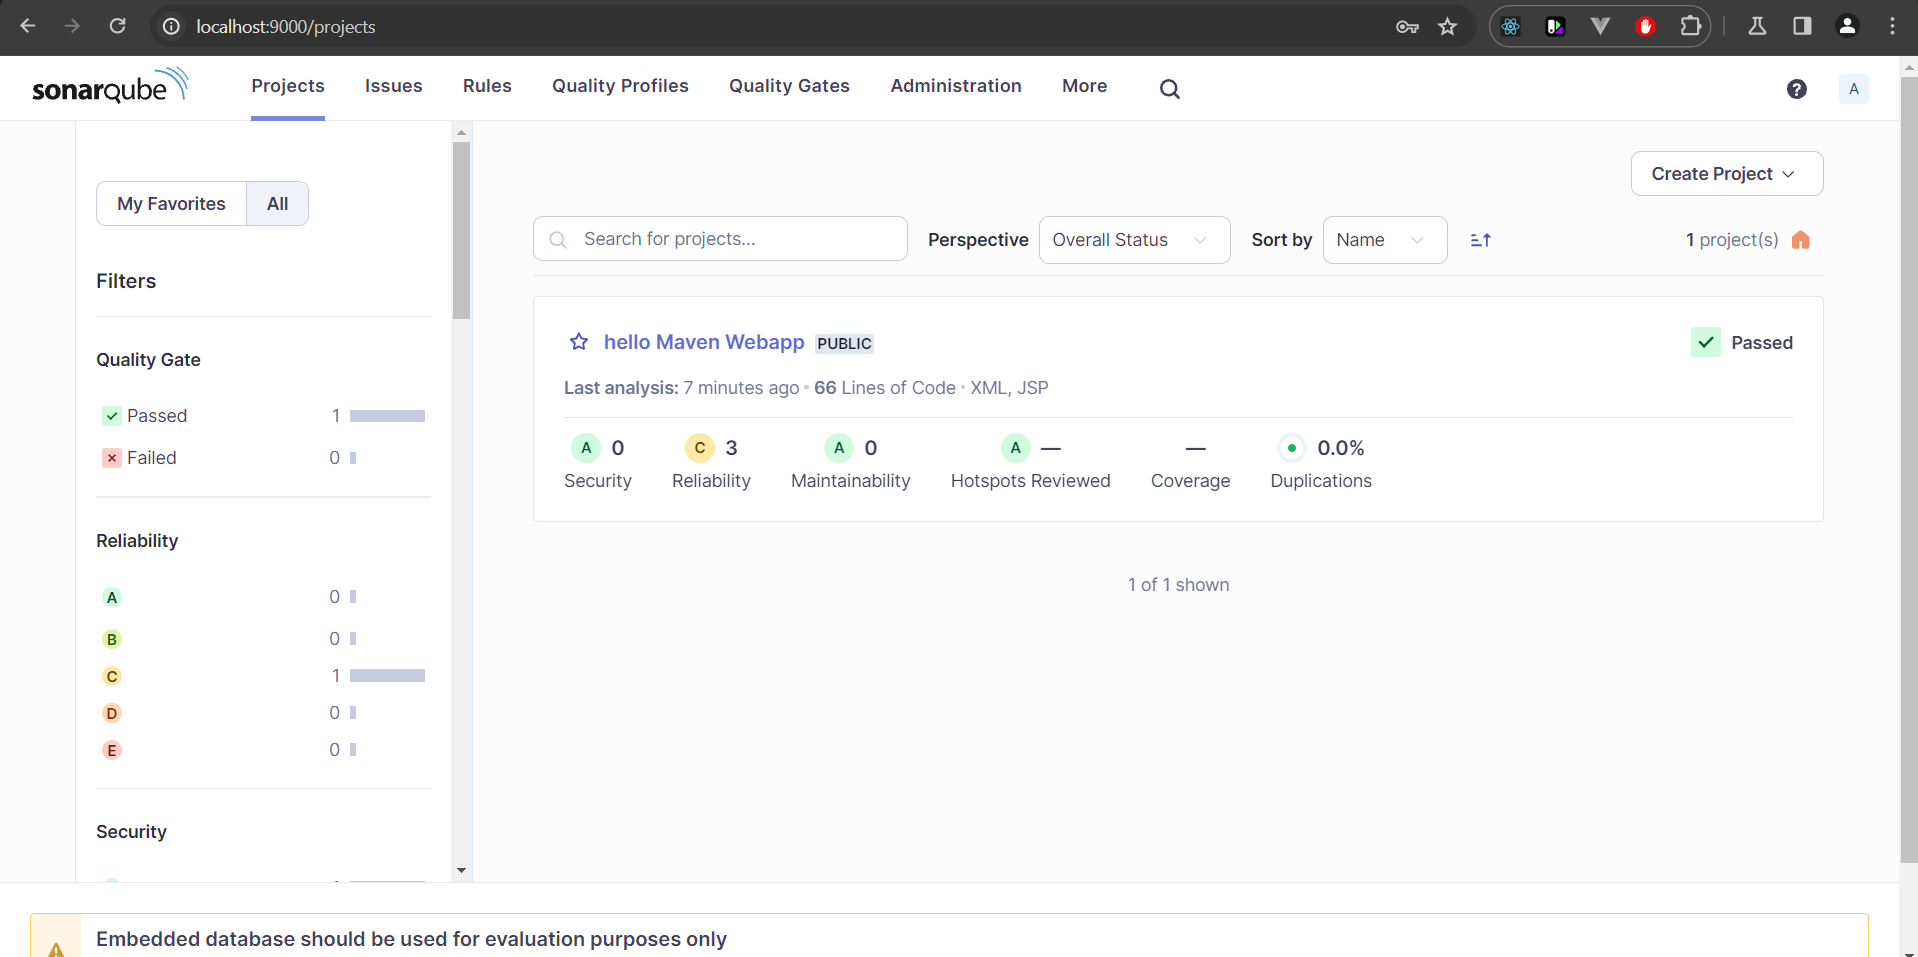 localhost:9000/projects
sonarqube Projects Issues Rules Quality Profiles Quality Gates Administration More ? A
My Favorites All
Filters
Quality Gate
Passed 1
Failed 0
Reliability
A 0
B 0
C 1
D 0
E 0
Security
Create Project
Search for projects... Perspective Overall Status Sort by Name 1 project(s)
hello Maven Webapp PUBLIC Passed
Last analysis: 7 minutes ago • 66 Lines of Code • XML, JSP
A 0 C 3 A 0 A — — 0.0%
Security Reliability Maintainability Hotspots Reviewed Coverage Duplications
1 of 1 shown
Embedded database should be used for evaluation purposes only